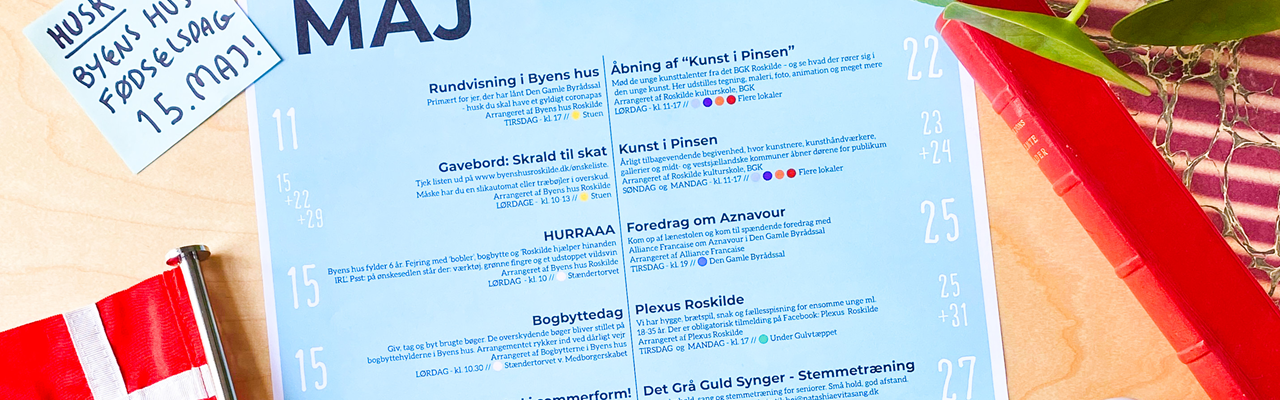 HUSK
BYENS HUS
FØDSELSDAG
15. MAJ!
MAJ
11
Rundvisning i Byens hus
Primært for jer, der har lånt Den Gamle Byrådssal
- husk du skal have et gyldigt coronapas
Arrangeret af Byens hus Roskilde
TIRSDAG - kl. 17 // Stuen
15
+22
+29
Gavebord: Skrald til skat
Tjek listen ud på www.byenshusroskilde.dk/ønskeliste.
Måske har du en slikautomat eller træbøjler i overskud.
Arrangeret af Byens hus Roskilde
LØRDAGE - kl. 10-13 // Stuen
15
HURRAAA
Byens hus fylder 6 år. Fejring med 'bobler', bogbytte og 'Roskilde hjælper hinanden
IRL'. Psst: på ønskesedlen står der: værktøj, grønne fingre og et udstoppet vildsvin
Arrangeret af Byens hus Roskilde
LØRDAG - kl. 10 // Stændertorvet
15
Bogbyttedag
Giv, tag og byt brugte bøger. De overskydende bøger bliver stillet på
bogbyttehylderne i Byens hus. Arrangementet rykker ind ved dårligt vejr
Arrangeret af Bogbytterne i Byens hus
LØRDAG - kl. 10.30 // Stændertorvet v. Medborgerskabet
i sommerform!
Åbning af “Kunst i Pinsen”
Mød de unge kunsttalenter fra det BGK Roskilde - og se hvad der rører sig i
den unge kunst. Her udstilles tegning, maleri, foto, animation og meget mere
Arrangeret af Roskilde kulturskole, BGK
LØRDAG - kl. 11-17 // Flere lokaler
22
Kunst i Pinsen
Årligt tilbagevendende begivenhed, hvor kunstnere, kunsthåndværkere,
gallerier og midt- og vestsjællandske kommuner åbner dørene for publikum
Arrangeret af Roskilde kulturskole, BGK
SØNDAG og MANDAG - kl. 11-17 // Flere lokaler
23
+24
Foredrag om Aznavour
Kom op af lænestolen og kom til spændende foredrag med
Alliance Francaise om Aznavour i Den Gamle Byrådssal
Arrangeret af Alliance Francaise
TIRSDAG - kl. 19 // Den Gamle Byrådssal
25
Plexus Roskilde
Vi har hygge, brætspil, snak og fællesspisning for ensomme unge ml.
18-35 år. Der er obligatorisk tilmelding på Facebook: Plexus Roskilde
Arrangeret af Plexus Roskilde
TIRSDAG og MANDAG - kl. 17 // Under Gulvtæppet
25
+31
Det Grå Guld Synger - Stemmetræning
sang og stemmetræning for seniorer. Små hold, god afstand.
hej@natashiaevitasang.dk
27